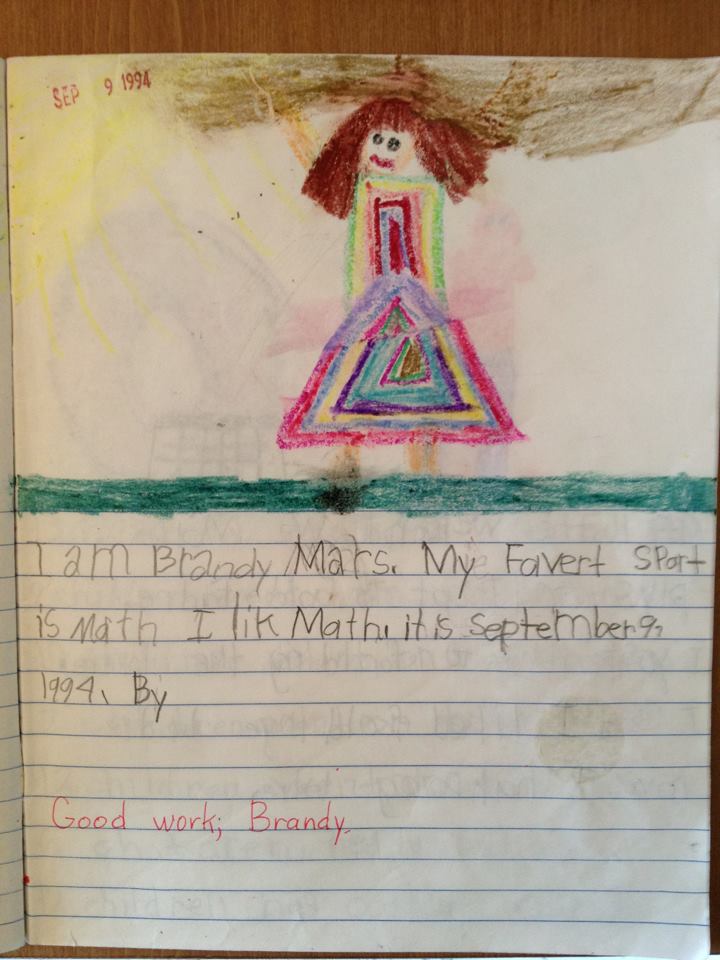 SEP 9 1994
I am Brandy Mars. My Favert Sport
is Math I lik Math, it is September 9,
1994. By
Good work, Brandy.